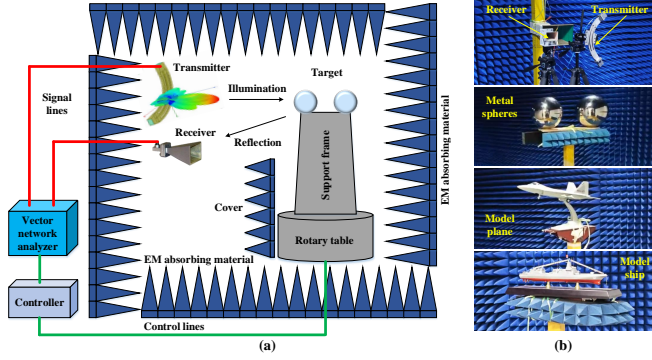 Transmitter
Signal
lines
Illumination
Target
Receiver
Reflection
Support frame
EM absorbing material
Cover
Vector
network
analyzer
Rotary table
EM absorbing material
Controller
Control lines
(a)
Receiver
Transmitter
Metal
spheres
Model
plane
Model
ship
(b)